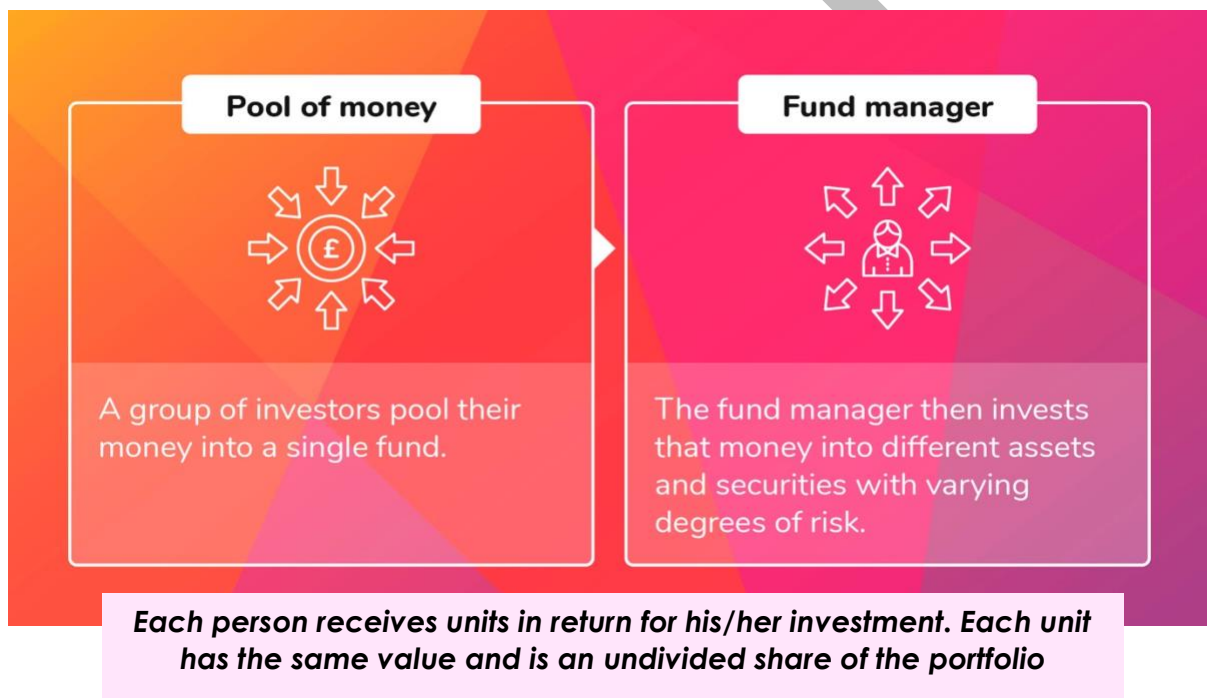 Pool of money
£
A group of investors pool their
money into a single fund.
Fund manager
The fund manager then invests
that money into different assets
and securities with varying
degrees of risk.
Each person receives units in return for his/her investment. Each unit
has the same value and is an undivided share of the portfolio